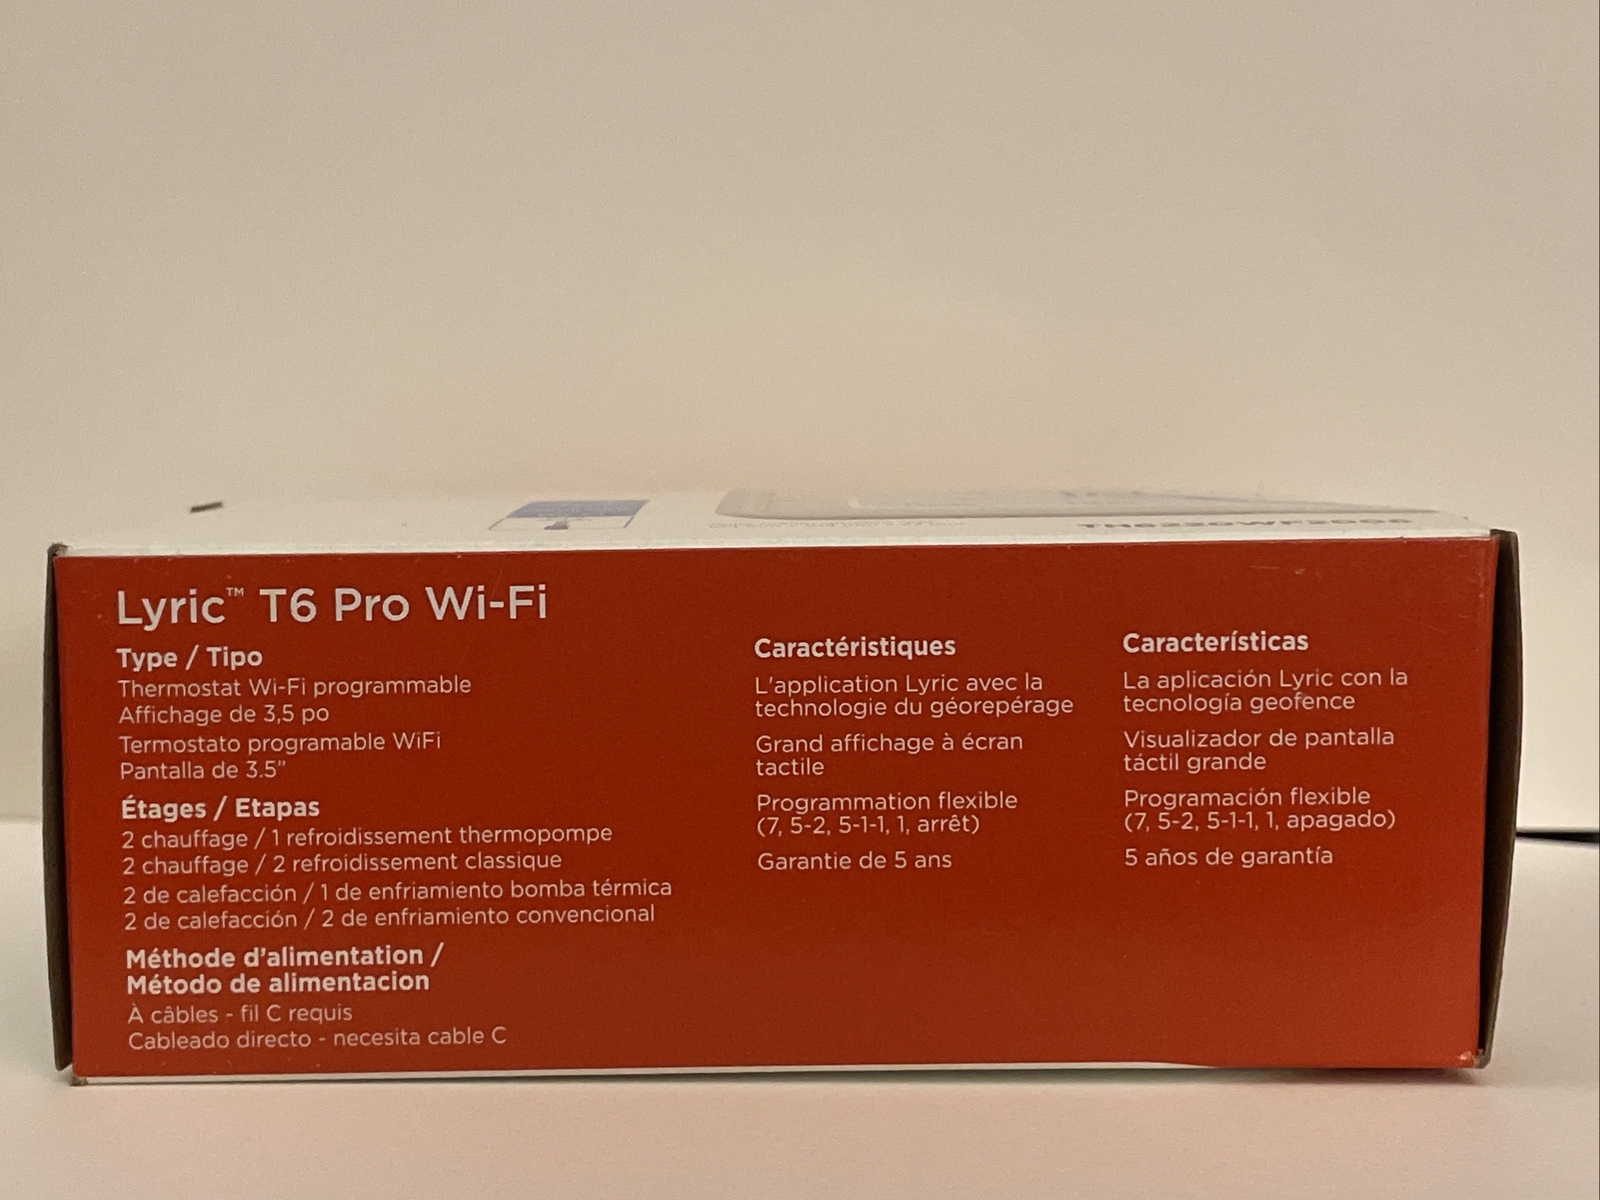 TH6220WF2006
Lyric™ T6 Pro Wi-Fi
Type / Tipo
Thermostat Wi-Fi programmable
Affichage de 3,5 po
Termostato programable WiFi
Pantalla de 3.5”
Étages / Etapas
2 chauffage / 1 refroidissement thermopompe
2 chauffage / 2 refroidissement classique
2 de calefacción / 1 de enfriamiento bomba térmica
2 de calefacción / 2 de enfriamiento convencional
Méthode d'alimentation /
Método de alimentacion
À câbles - fil C requis
Cableado directo - necesita cable C
Caractéristiques
L'application Lyric avec la
technologie du géorepérage
Grand affichage à écran
tactile
Programmation flexible
(7, 5-2, 5-1-1, 1, arrêt)
Garantie de 5 ans
Características
La aplicación Lyric con la
tecnología geofence
Visualizador de pantalla
táctil grande
Programación flexible
(7, 5-2, 5-1-1, 1, apagado)
5 años de garantía